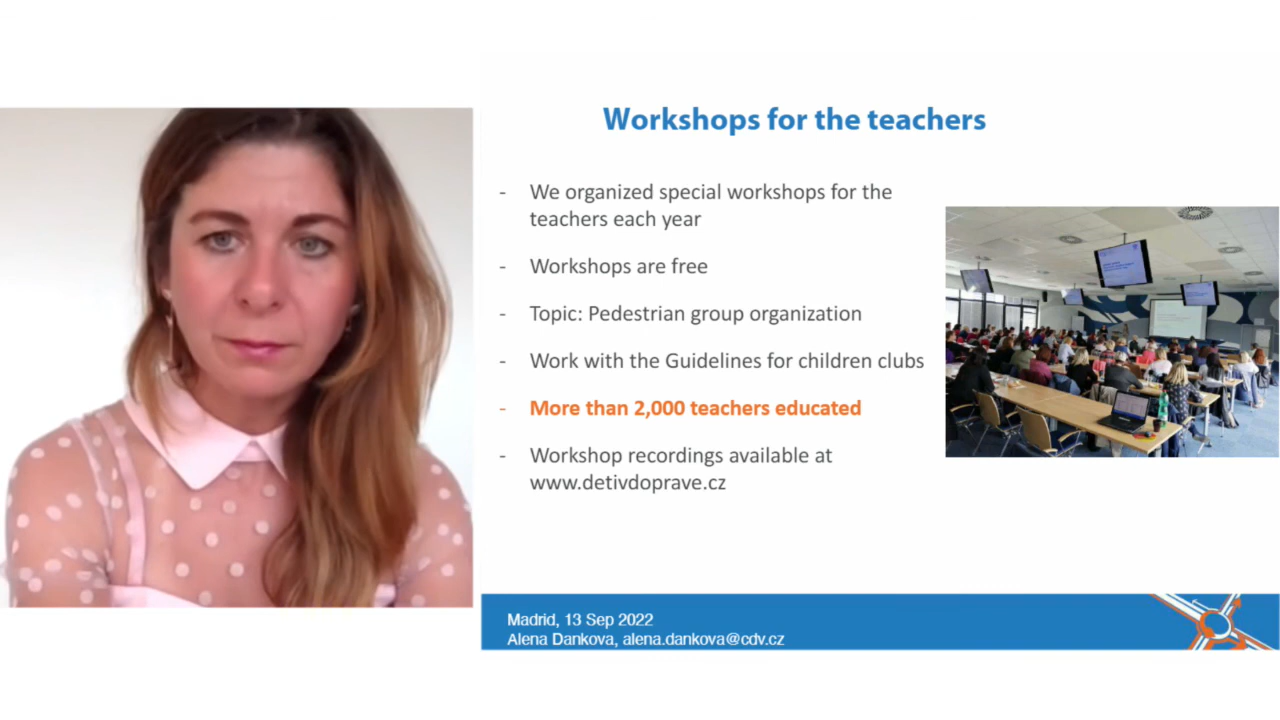 Workshops for the teachers
- We organized special workshops for the
teachers each year
- Workshops are free
- Topic: Pedestrian group organization
- Work with the Guidelines for children clubs
- More than 2,000 teachers educated
- Workshop recordings available at
www.detivdoprave.cz
Madrid, 13 Sep 2022
Alena Dankova, alena.dankova@cdv.cz